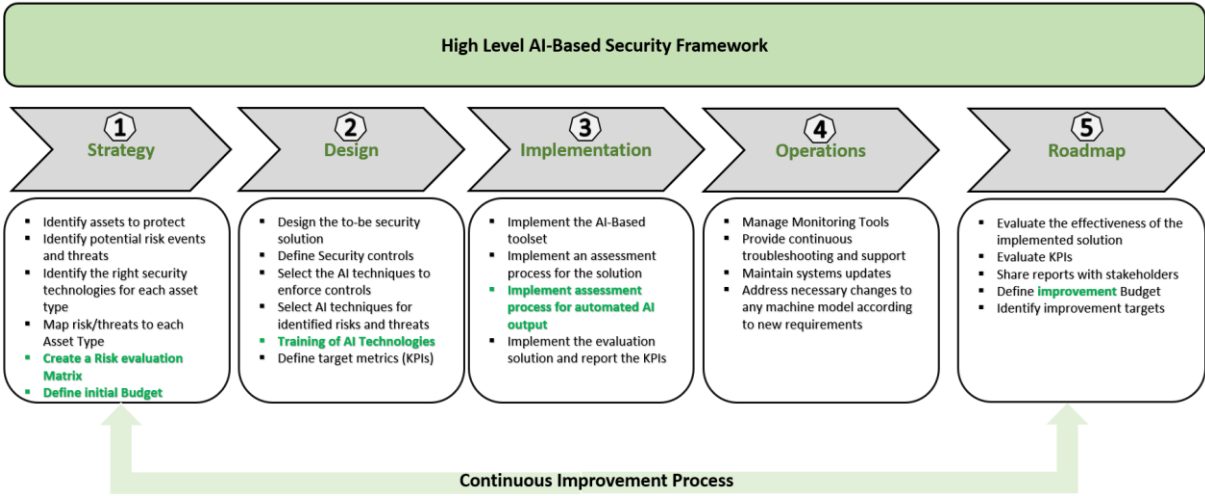 High Level AI-Based Security Framework
1
Strategy
2
Design
3
Implementation
4
Operations
5
Roadmap
▪ Identify assets to protect
▪ Identify potential risk events
and threats
▪ Identify the right security
technologies for each asset
type
▪ Map risk/threats to each
Asset Type
▪ Create a Risk evaluation
Matrix
▪ Define initial Budget
▪ Design the to-be security
solution
▪ Define Security controls
▪ Select the AI techniques to
enforce controls
▪ Select AI techniques for
identified risks and threats
▪ Training of AI Technologies
▪ Define target metrics (KPIs)
▪ Implement the AI-Based
toolset
▪ Implement an assessment
process for the solution
▪ Implement assessment
process for automated AI
output
▪ Implement the evaluation
solution and report the KPIs
▪ Manage Monitoring Tools
▪ Provide continuous
troubleshooting and support
▪ Maintain systems updates
▪ Address necessary changes to
any machine model according
to new requirements
▪ Evaluate the effectiveness of the
implemented solution
▪ Evaluate KPIs
▪ Share reports with stakeholders
▪ Define improvement Budget
▪ Identify improvement targets
Continuous Improvement Process